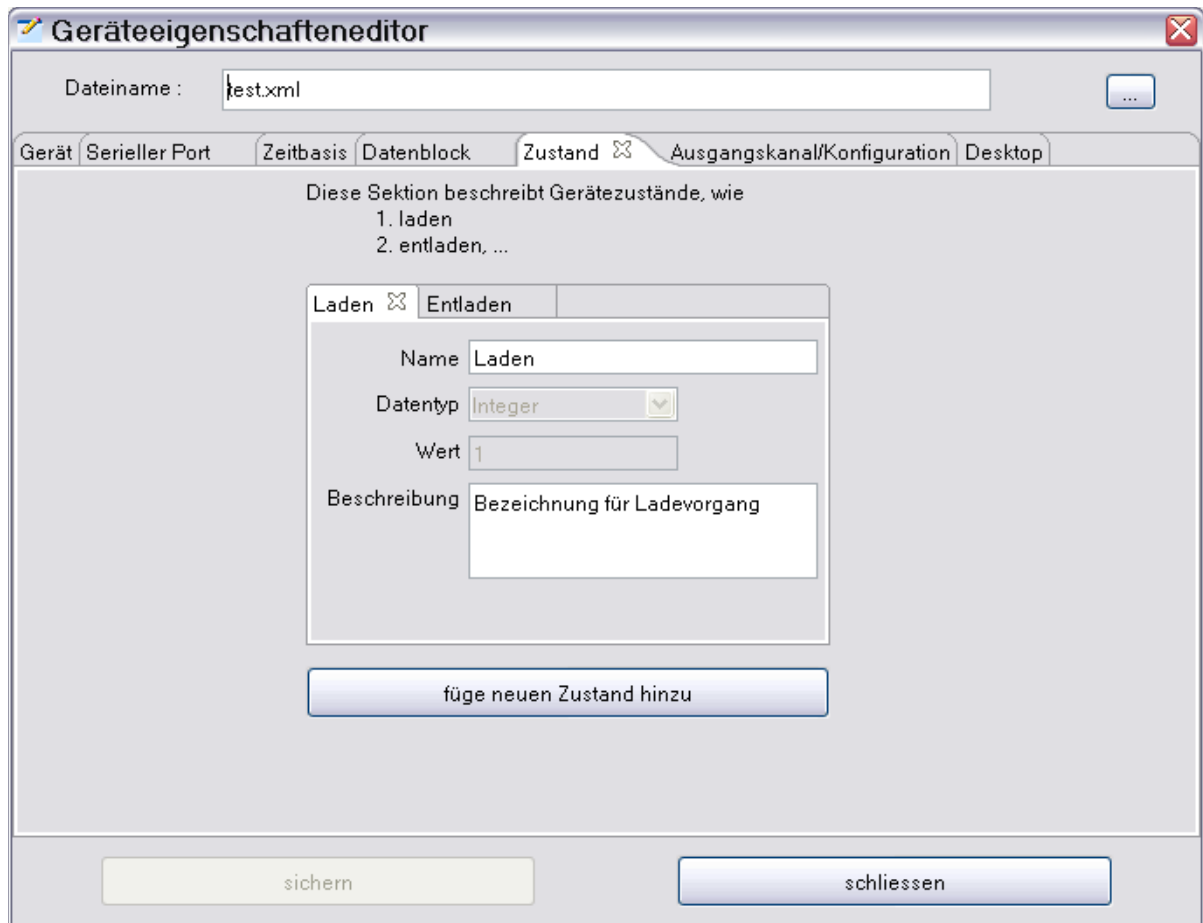 Geräteeigenschafteneditor
Dateiname : test.xml ...
Gerät Serieller Port Zeitbasis Datenblock Zustand Ausgangskanal/Konfiguration Desktop
Diese Sektion beschreibt Gerätezustände, wie
1. laden
2. entladen, ...
Laden Entladen
Name Laden
Datentyp Integer
Wert 1
Beschreibung Bezeichnung für Ladevorgang
füge neuen Zustand hinzu
sichern schliessen